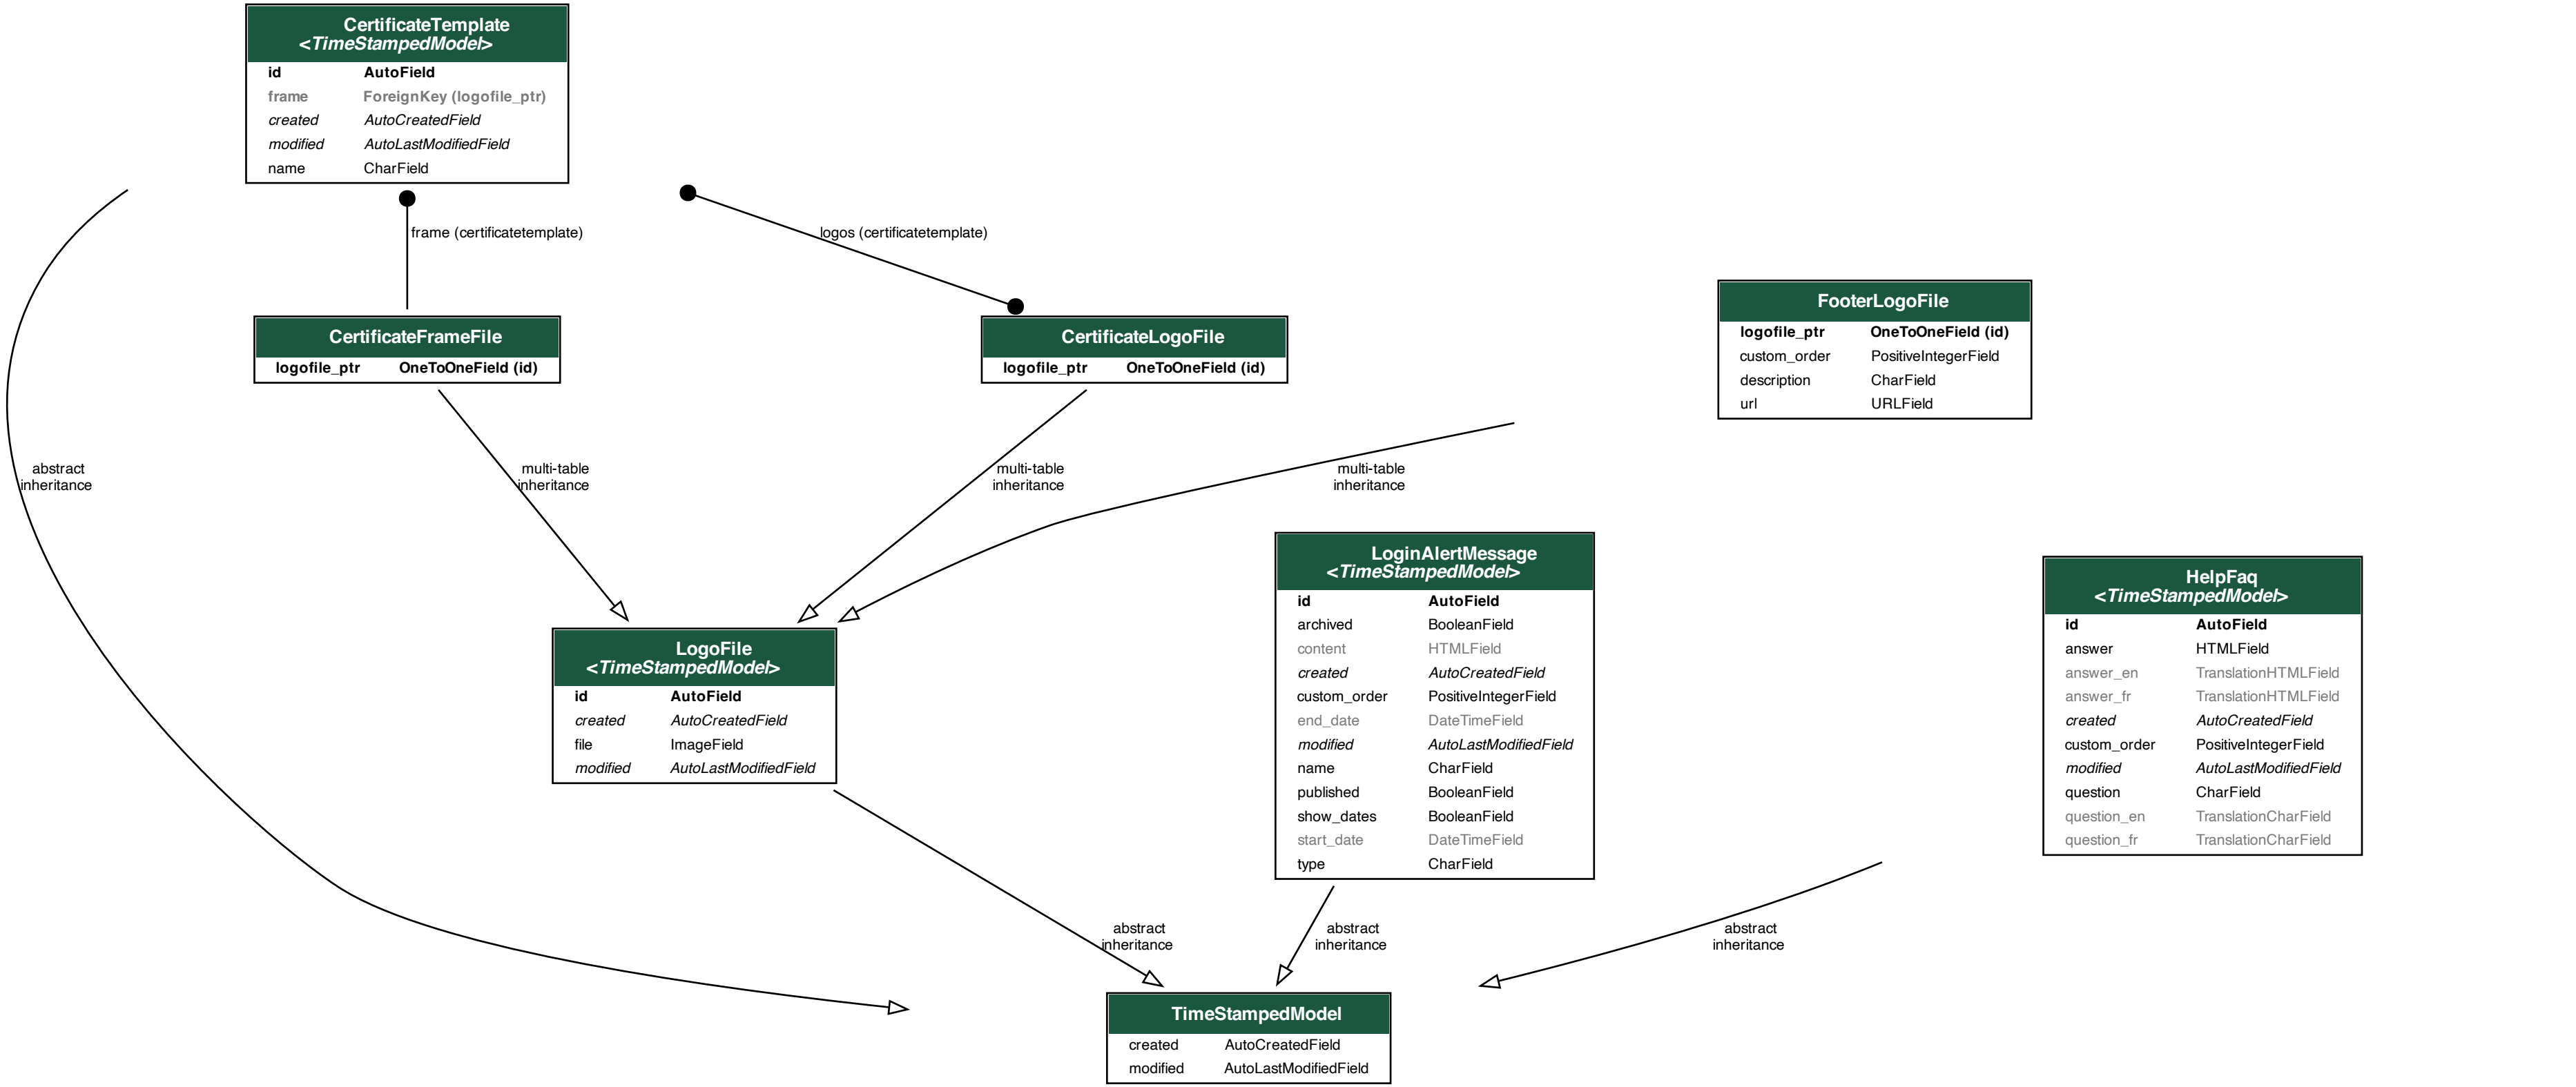 CertificateTemplate
<TimeStampedModel>
id AutoField
frame ForeignKey (logofile_ptr)
created AutoCreatedField
modified AutoLastModifiedField
name CharField
frame (certificatetemplate)
logos (certificatetemplate)
CertificateFrameFile
logofile_ptr OneToOneField (id)
CertificateLogoFile
logofile_ptr OneToOneField (id)
FooterLogoFile
logofile_ptr OneToOneField (id)
custom_order PositiveIntegerField
description CharField
url URLField
abstract
inheritance
multi-table
inheritance
multi-table
inheritance
multi-table
inheritance
LogoFile
<TimeStampedModel>
id AutoField
created AutoCreatedField
file ImageField
modified AutoLastModifiedField
LoginAlertMessage
<TimeStampedModel>
id AutoField
archived BooleanField
content HTMLField
created AutoCreatedField
custom_order PositiveIntegerField
end_date DateTimeField
modified AutoLastModifiedField
name CharField
published BooleanField
show_dates BooleanField
start_date DateTimeField
type CharField
HelpFaq
<TimeStampedModel>
id AutoField
answer HTMLField
answer_en TranslationHTMLField
answer_fr TranslationHTMLField
created AutoCreatedField
custom_order PositiveIntegerField
modified AutoLastModifiedField
question CharField
question_en TranslationCharField
question_fr TranslationCharField
abstract
inheritance
abstract
inheritance
abstract
inheritance
TimeStampedModel
created AutoCreatedField
modified AutoLastModifiedField